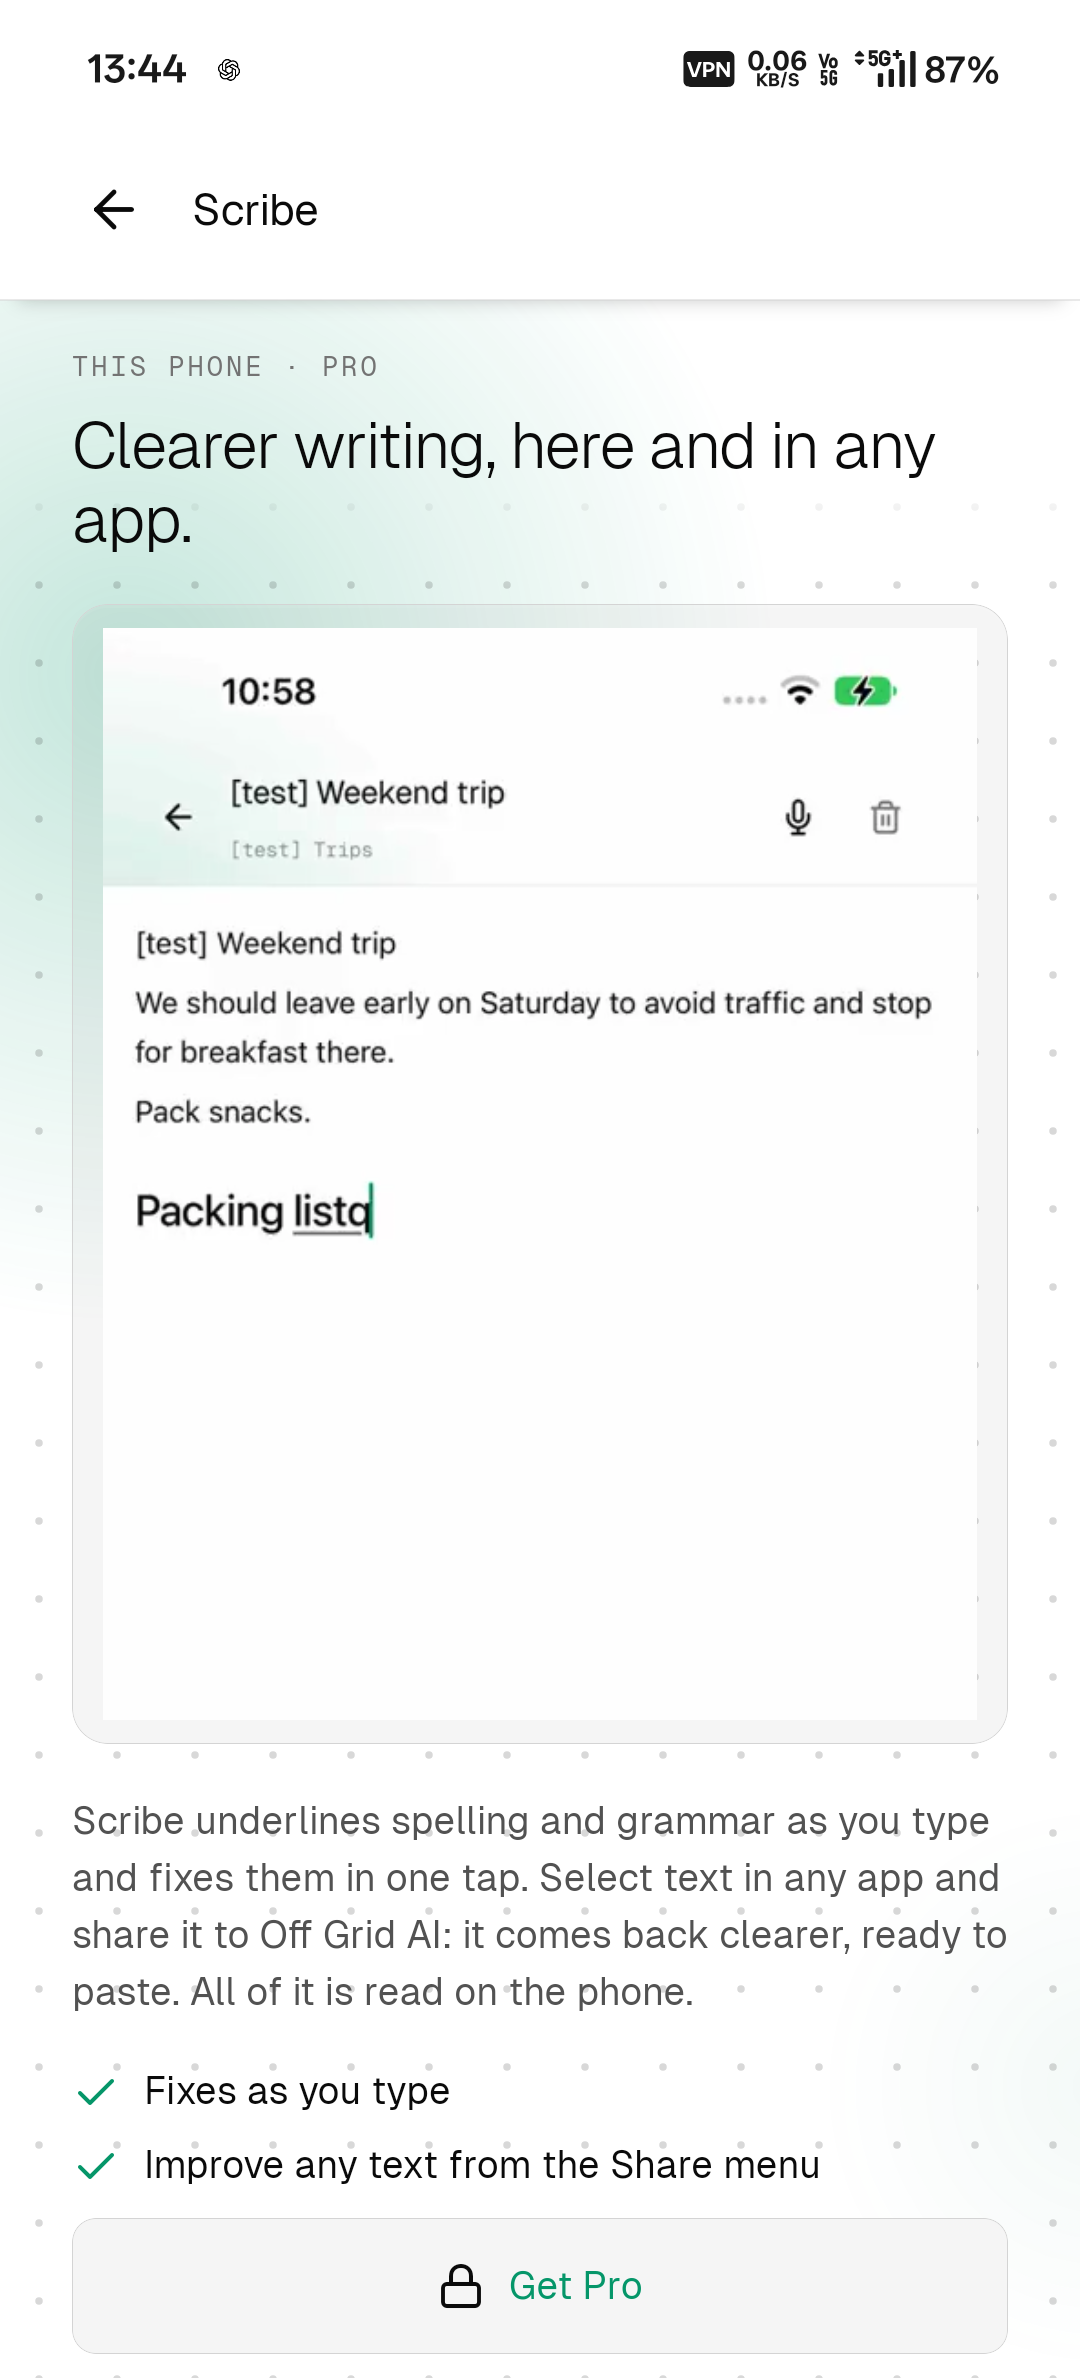 13:44
VPN 0.06 KB/S Vo 5G 5G+ 87%
Scribe
THIS PHONE · PRO
Clearer writing, here and in any
app.
10:58
[test] Weekend trip
[test] Trips
[test] Weekend trip
We should leave early on Saturday to avoid traffic and stop
for breakfast there.
Pack snacks.
Packing listq
Scribe underlines spelling and grammar as you type
and fixes them in one tap. Select text in any app and
share it to Off Grid AI: it comes back clearer, ready to
paste. All of it is read on the phone.
Fixes as you type
Improve any text from the Share menu
Get Pro